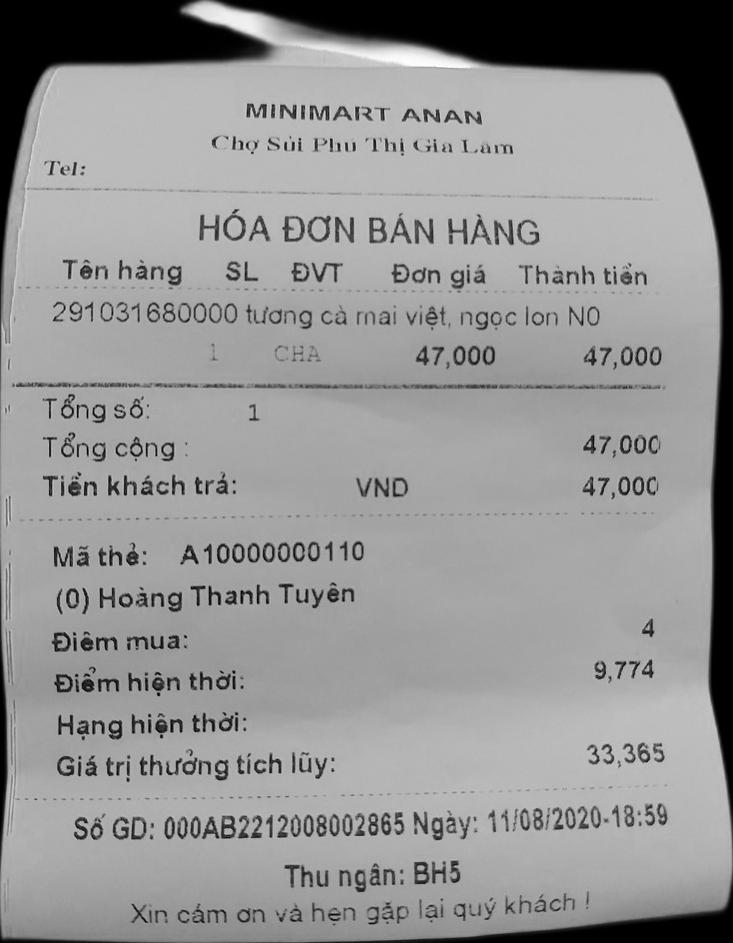 MINIMART ANAN
Chợ Sủi Phú Thị Gia Lâm
Tel:
HÓA ĐƠN BÁN HÀNG
Tên hàng SL ĐVT Đơn giá Thành tiền
291031680000 tương cà mai việt, ngọc lon N0
1 CHA 47,000 47,000
Tổng số: 1
Tổng cộng : 47,000
Tiền khách trả: VND 47,000
Mã thẻ: A10000000110
(0) Hoàng Thanh Tuyên
Điểm mua: 4
Điểm hiện thời: 9,774
Hạng hiện thời:
Giá trị thưởng tích lũy: 33,365
Số GD: 000AB2212008002865 Ngày: 11/08/2020-18:59
Thu ngân: BH5
Xin cảm ơn và hẹn gặp lại quý khách !